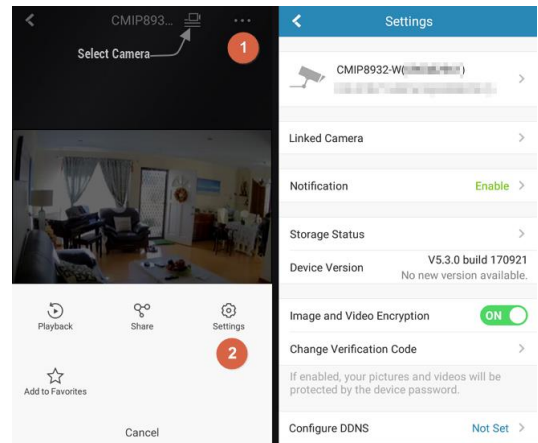 CMIP893...
Select Camera
1
Playback
Share
Settings
2
Add to Favorites
Cancel
Settings
CMIP8932-W( )
Linked Camera
Notification
Enable
Storage Status
Device Version
V5.3.0 build 170921
No new version available.
Image and Video Encryption
ON
Change Verification Code
If enabled, your pictures and videos will be
protected by the device password.
Configure DDNS
Not Set